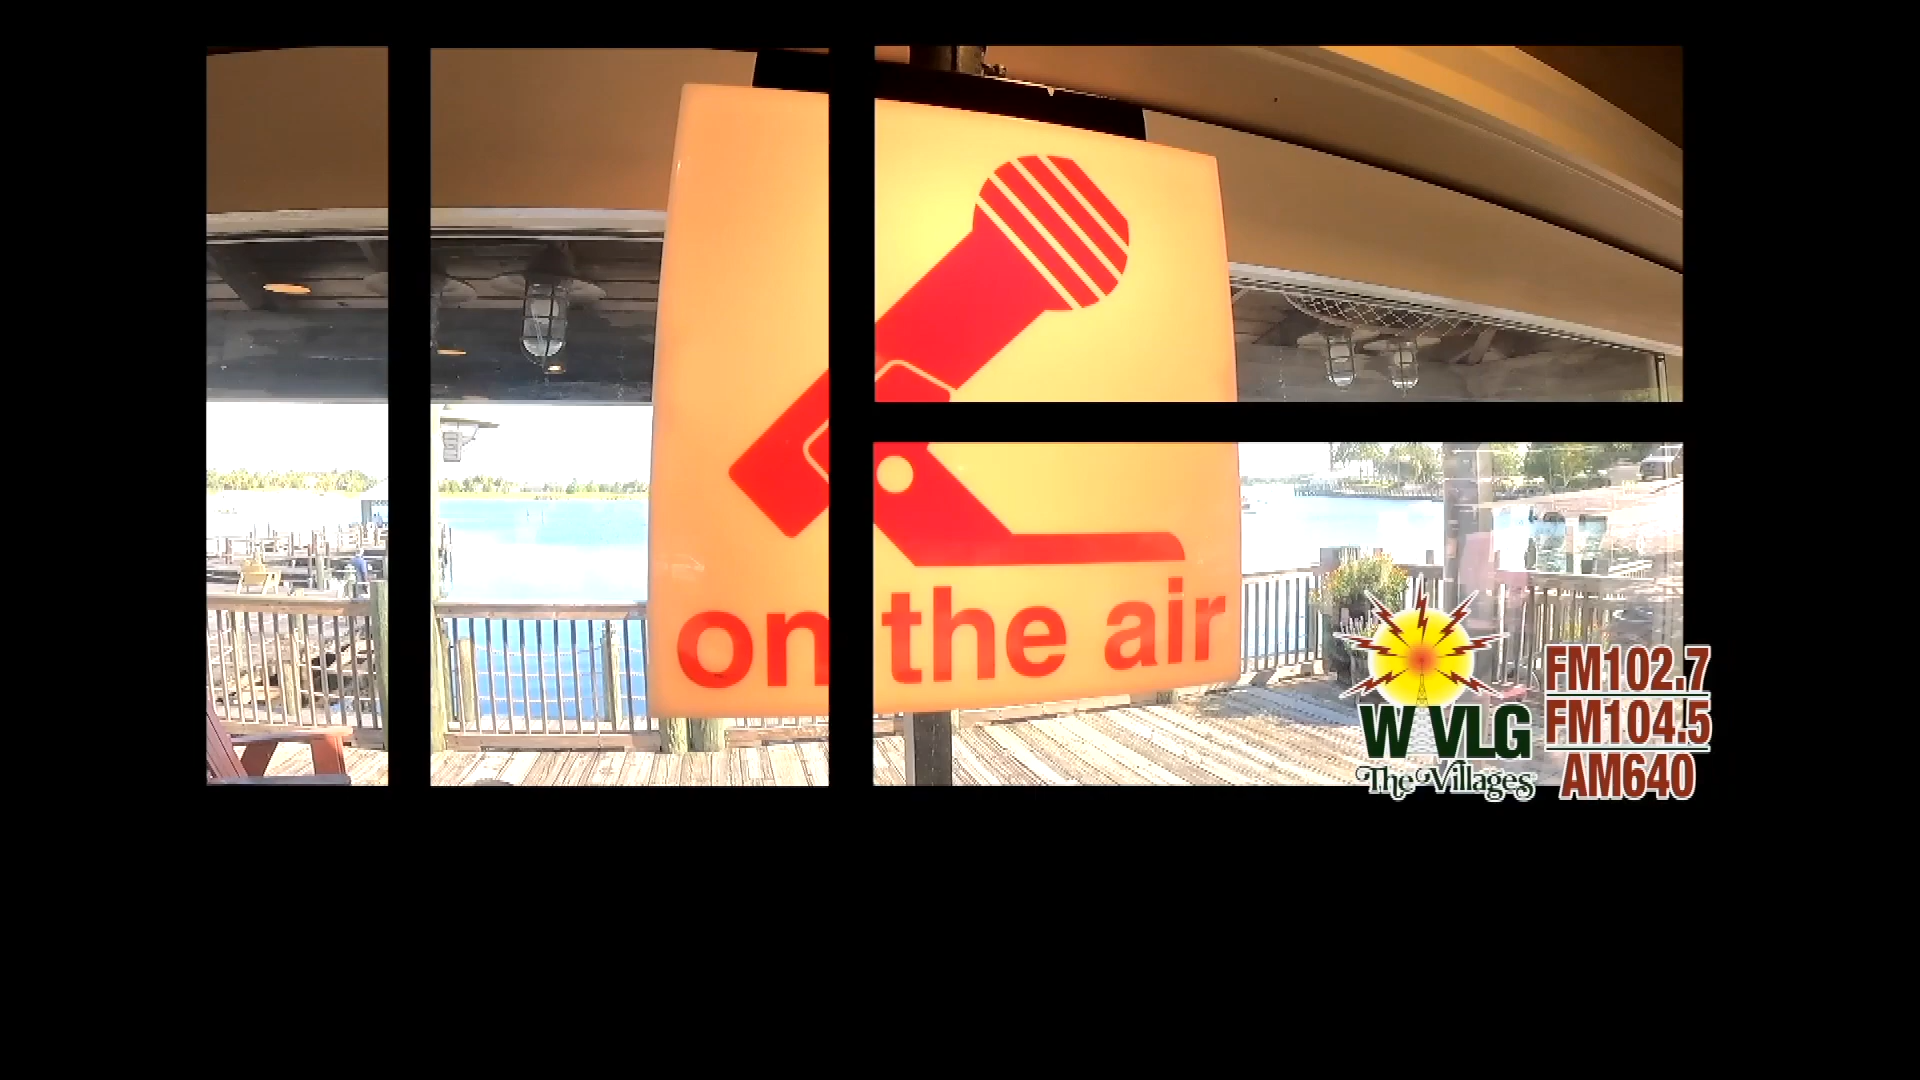 on the air
WVLG
The Villages
FM102.7
FM104.5
AM640